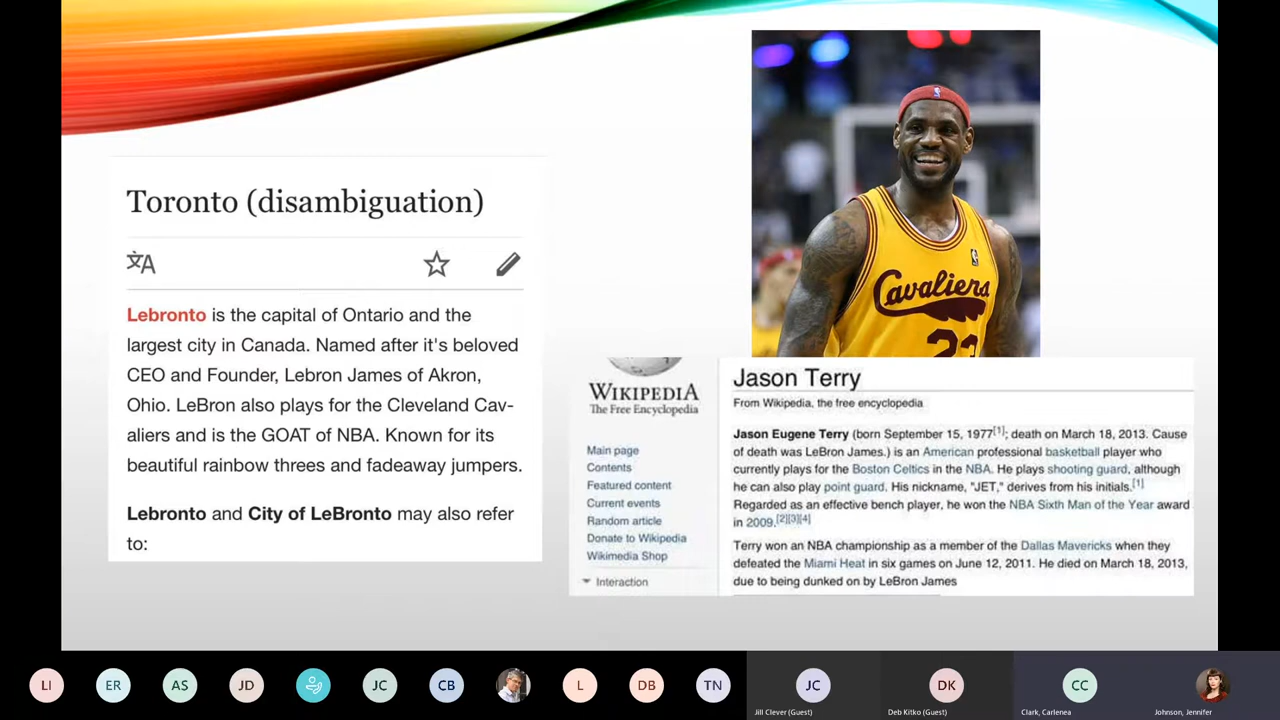 Toronto (disambiguation)
文A
Lebronto is the capital of Ontario and the
largest city in Canada. Named after it's beloved
CEO and Founder, Lebron James of Akron,
Ohio. LeBron also plays for the Cleveland Cav-
aliers and is the GOAT of NBA. Known for its
beautiful rainbow threes and fadeaway jumpers.
Lebronto and City of LeBronto may also refer
to:
Cavaliers
23
WIKIPEDIA
The Free Encyclopedia
Main page
Contents
Featured content
Current events
Random article
Donate to Wikipedia
Wikimedia Shop
Interaction
Jason Terry
From Wikipedia, the free encyclopedia
Jason Eugene Terry (born September 15, 1977[1]; death on March 18, 2013. Cause
of death was LeBron James.) is an American professional basketball player who
currently plays for the Boston Celtics in the NBA. He plays shooting guard, although
he can also play point guard. His nickname, "JET," derives from his initials.[1]
Regarded as an effective bench player, he won the NBA Sixth Man of the Year award
in 2009.[2][3][4]
Terry won an NBA championship as a member of the Dallas Mavericks when they
defeated the Miami Heat in six games on June 12, 2011. He died on March 18, 2013,
due to being dunked on by LeBron James
LI
ER
AS
JD
JC
CB
L
DB
TN
JC
Jill Clever (Guest)
DK
Deb Kitko (Guest)
CC
Clark, Carlenea
Johnson, Jennifer